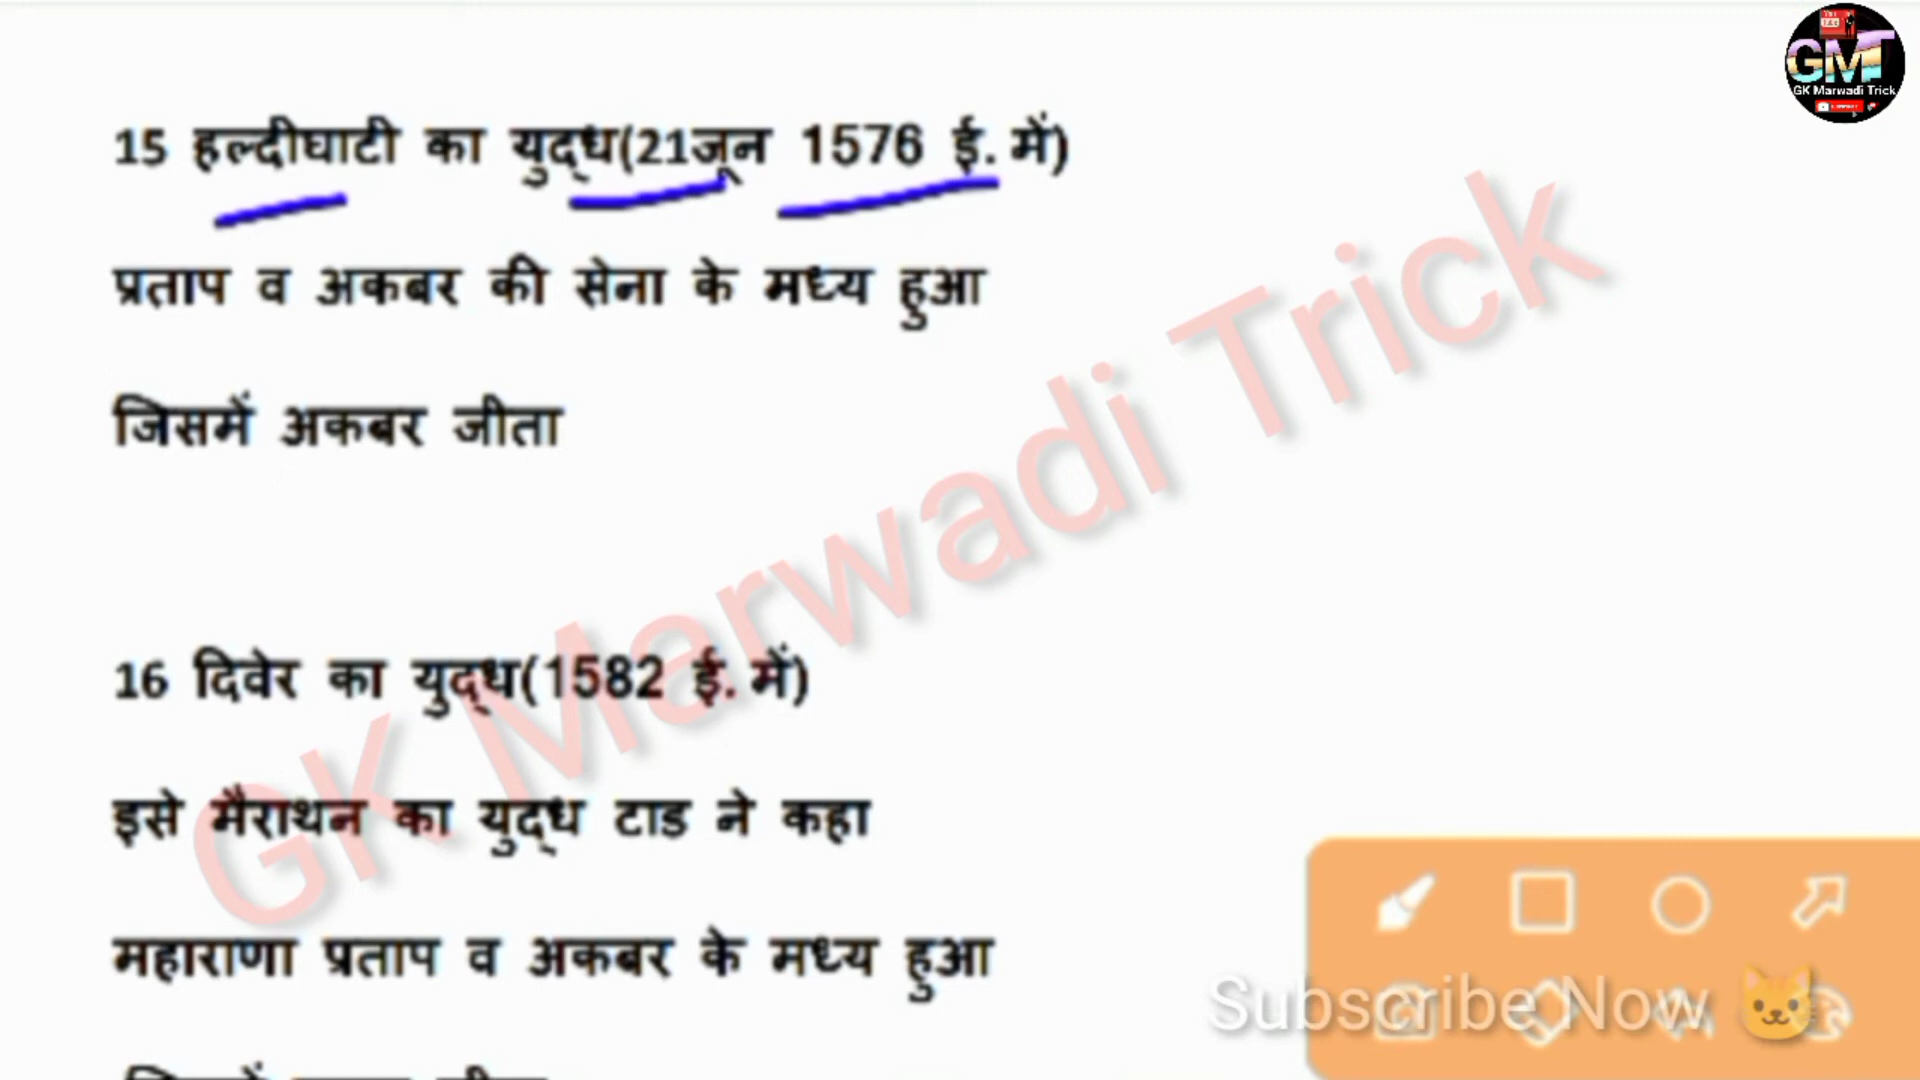 GMT
GK Marwadi Trick
15 हल्दीघाटी का युद्ध(21जून 1576 ई. में)
प्रताप व अकबर की सेना के मध्य हुआ
जिसमें अकबर जीता
16 दिवेर का युद्ध(1582 ई. में)
इसे मैराथन का युद्ध टाड ने कहा
महाराणा प्रताप व अकबर के मध्य हुआ
GK Marwadi Trick
Subscribe Now